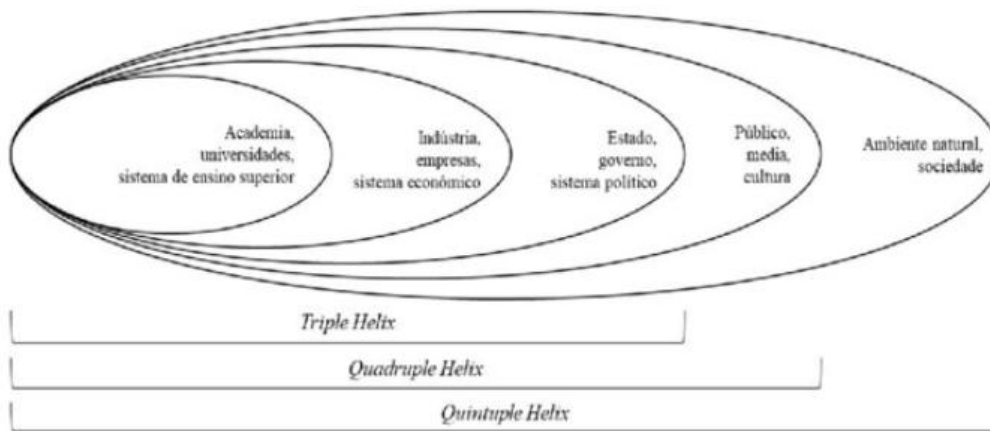 Academia,
universidades,
sistema de ensino superior
Indústria,
empresas,
sistema econômico
Estado,
governo,
sistema político
Público,
media,
cultura
Ambiente natural,
sociedade
Triple Helix
Quadruple Helix
Quintuple Helix